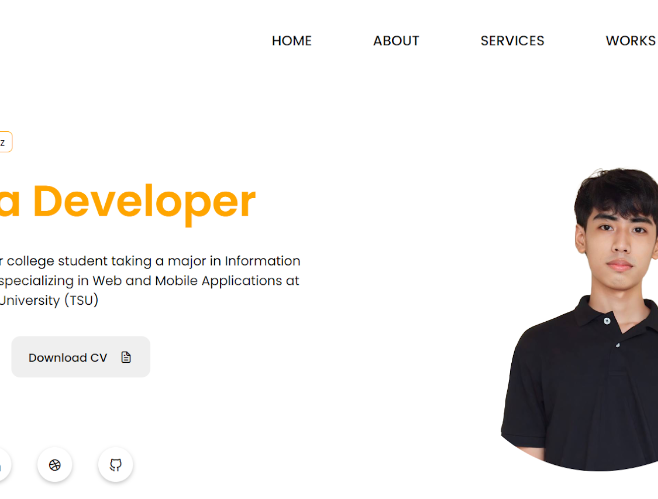 HOME ABOUT SERVICES WORKS
z
a Developer
r college student taking a major in Information
specializing in Web and Mobile Applications at
University (TSU)
Download CV